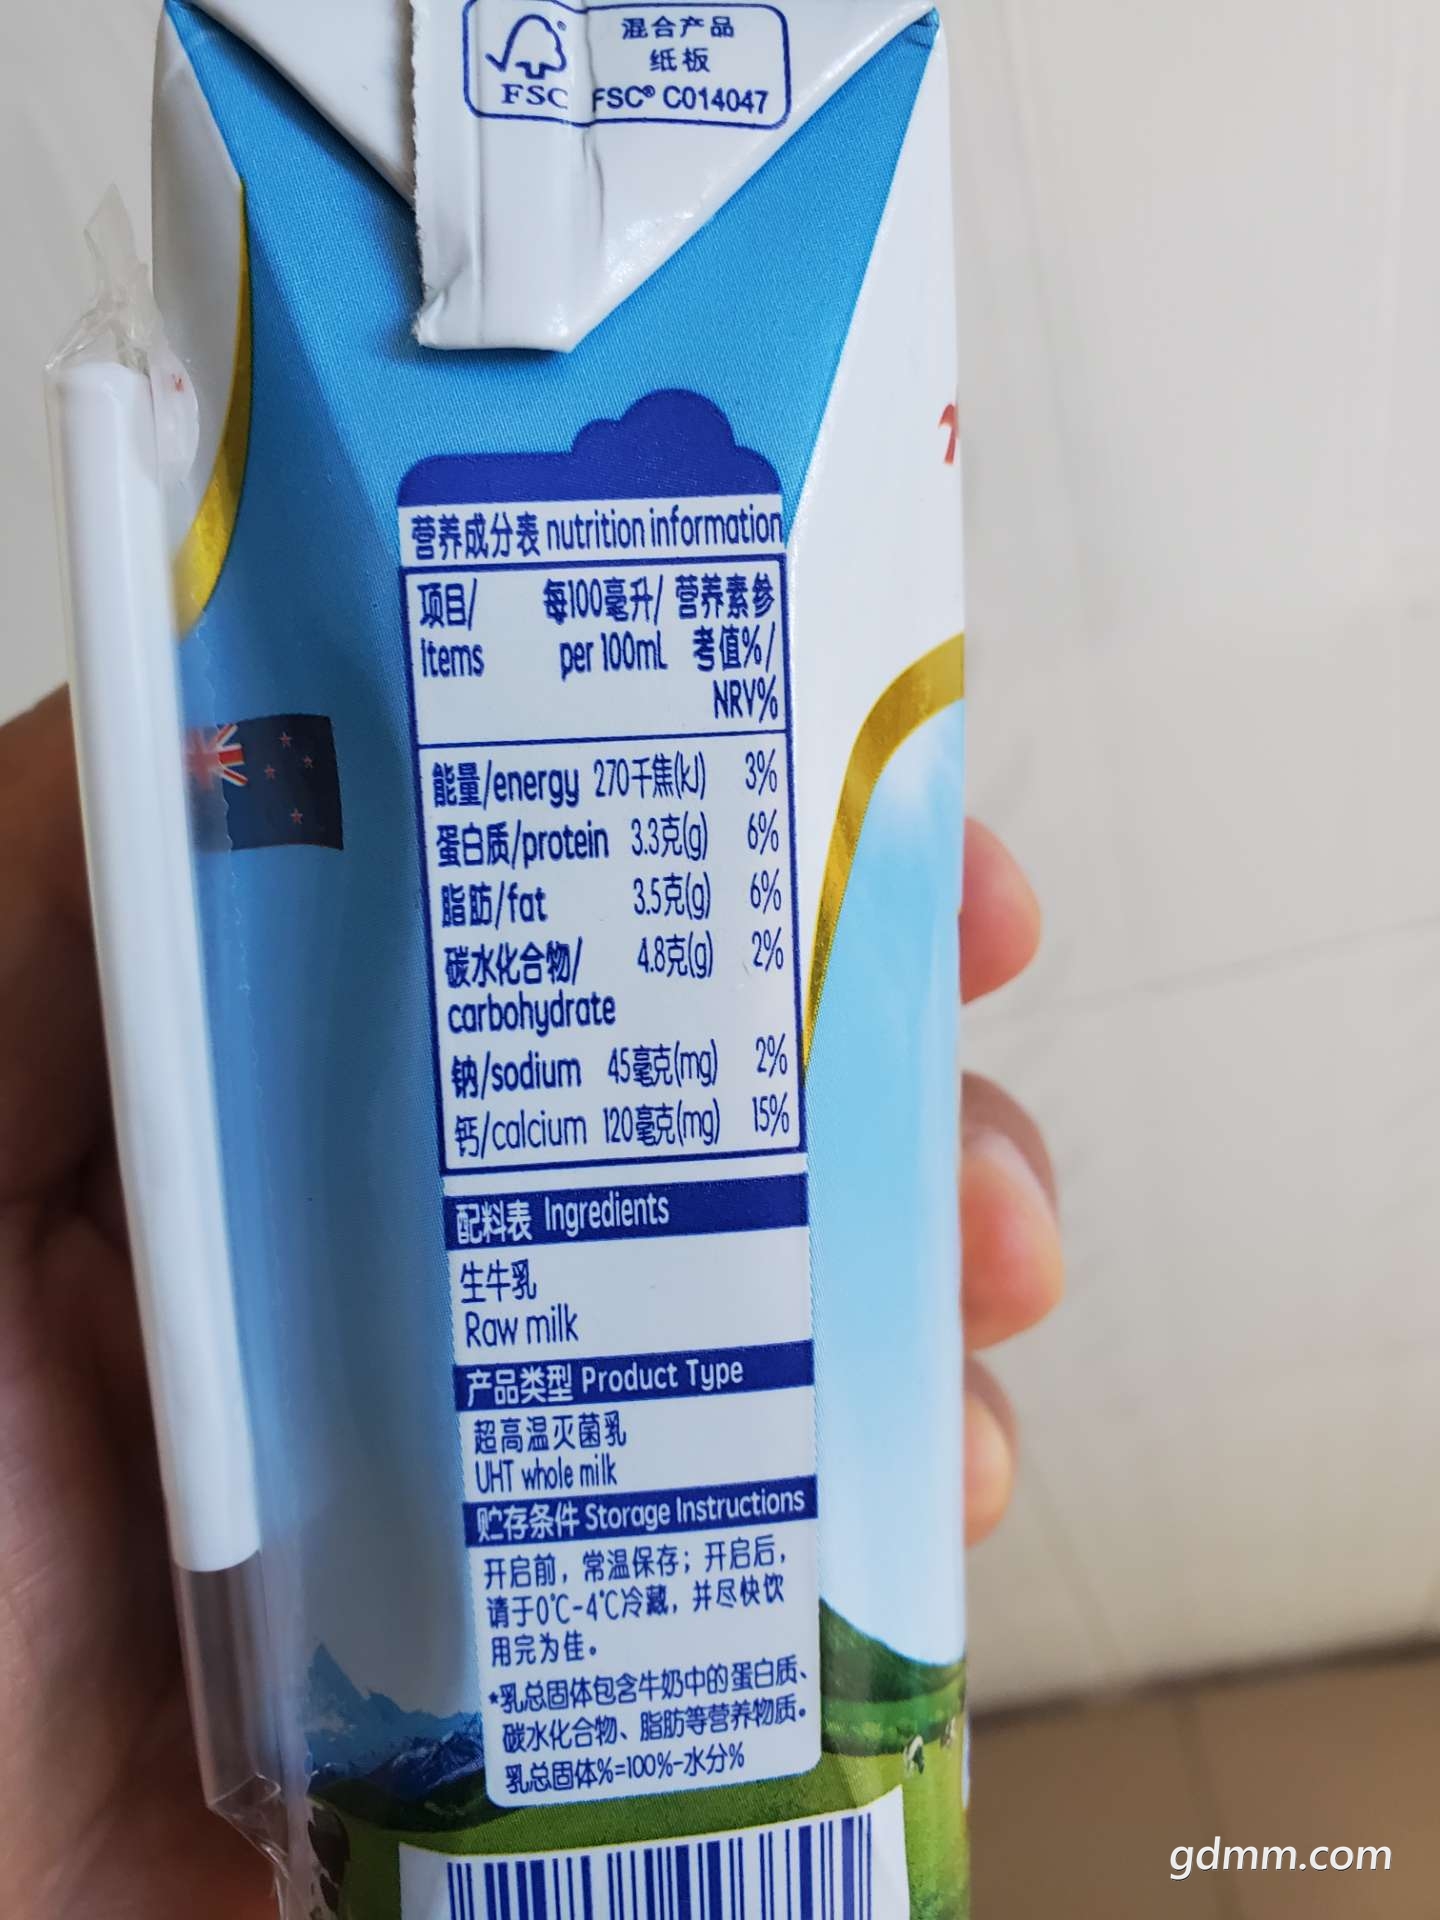 混合产品
纸板
FSC
FSC® C014047
营养成分表 nutrition information
项目/ 每100毫升/ 营养素参
Items per 100mL 考值%/
NRV%
能量/energy 270千焦(kJ) 3%
蛋白质/protein 3.3克(g) 6%
脂肪/fat 3.5克(g) 6%
碳水化合物/ 4.8克(g) 2%
carbohydrate
钠/sodium 45毫克(mg) 2%
钙/calcium 120毫克(mg) 15%
配料表 Ingredients
生牛乳
Raw milk
产品类型 Product Type
超高温灭菌乳
UHT whole milk
贮存条件 Storage Instructions
开启前，常温保存；开启后，
请于0℃-4℃冷藏，并尽快饮
用完为佳。
*乳总固体包含牛奶中的蛋白质、
碳水化合物、脂肪等营养物质。
乳总固体%=100%-水分%
gdmm.com